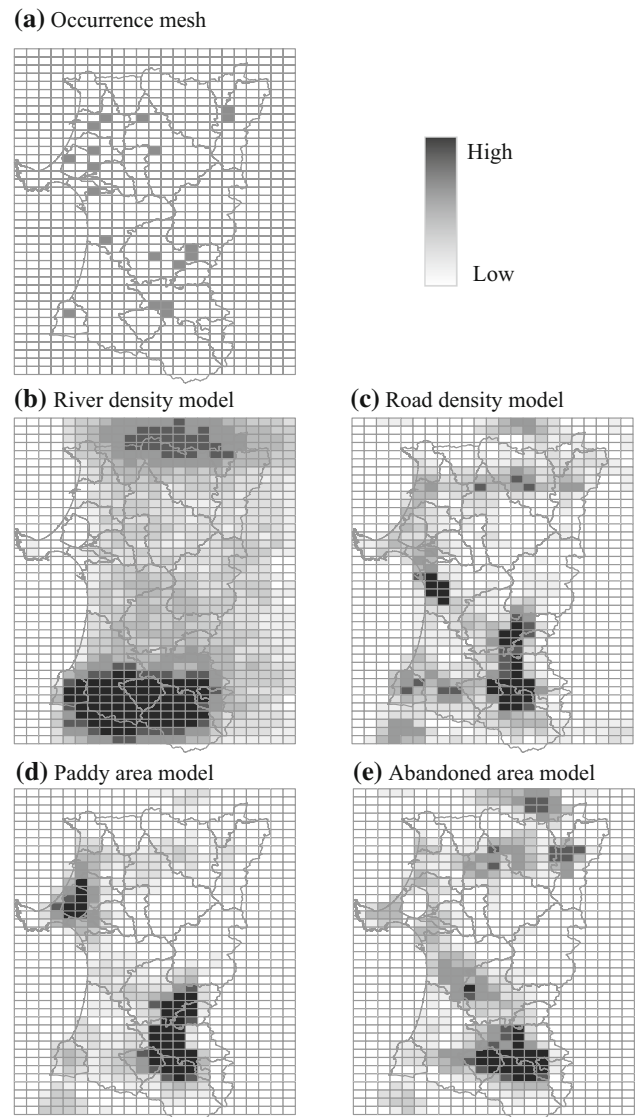 (a) Occurrence mesh
High
Low
(b) River density model
(c) Road density model
(d) Paddy area model
(e) Abandoned area model